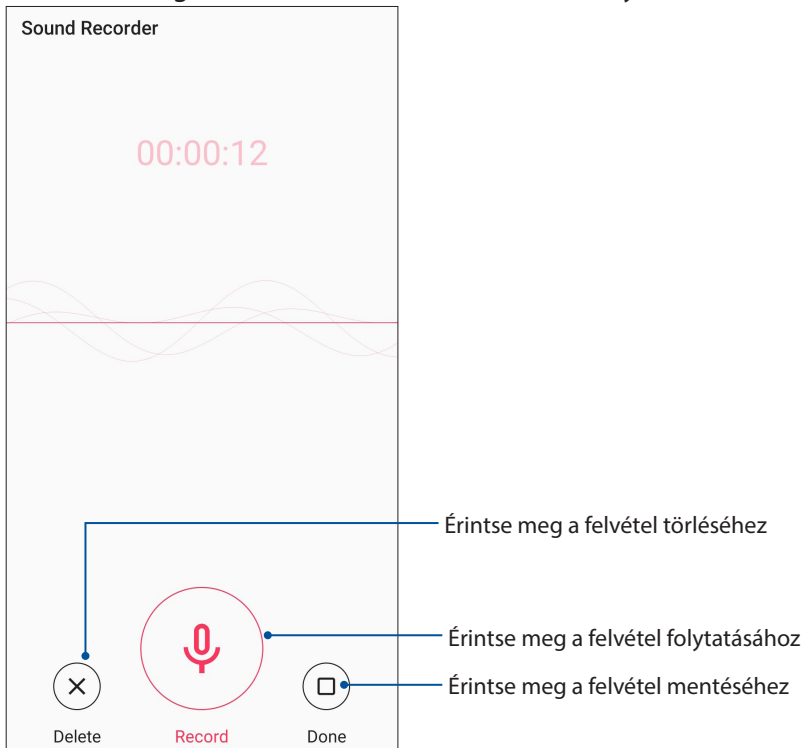 Sound Recorder
00:00:12
Érintse meg a felvétel törléséhez
Érintse meg a felvétel folytatásához
Érintse meg a felvétel mentéséhez
Delete
Record
Done